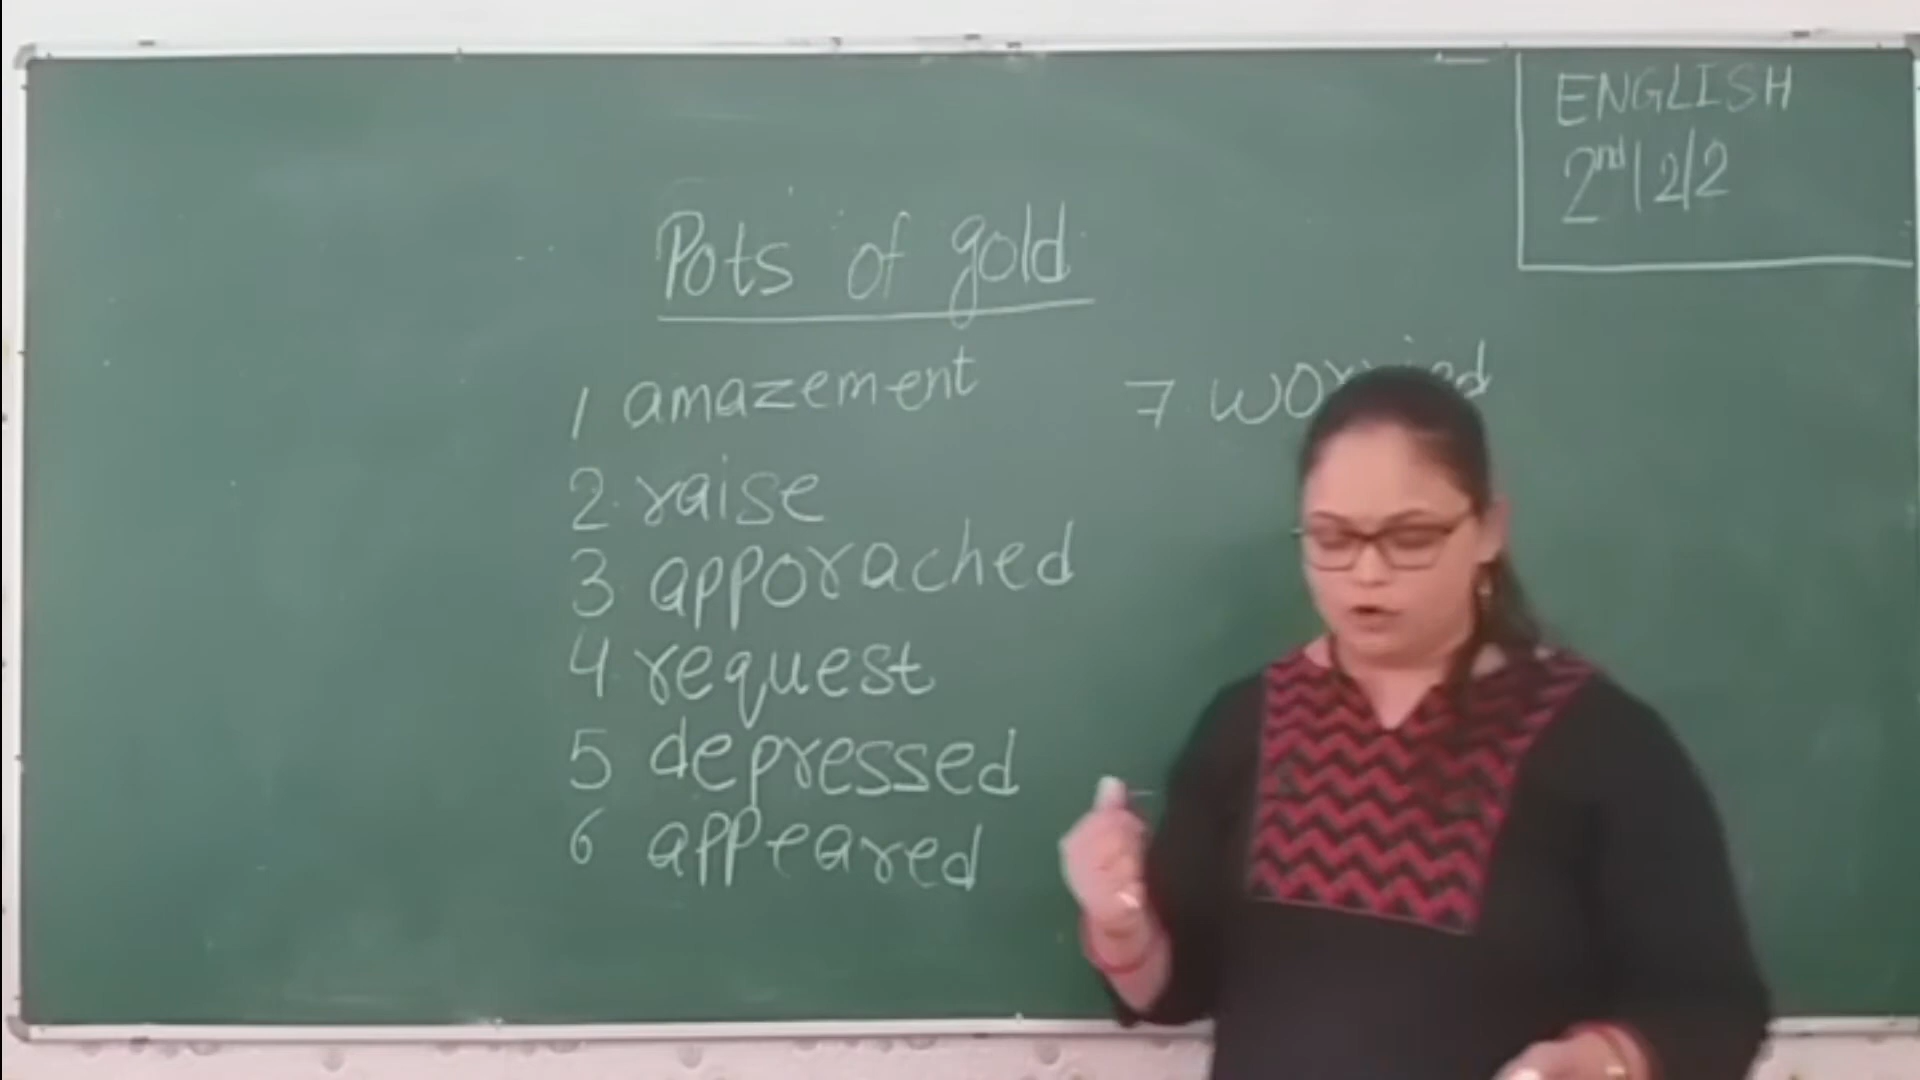 ENGLISH
2nd/2/2
Pots of gold
1 amazement
2. raise
3 apporached
4 request
5 depressed
6 appeared
7. worried